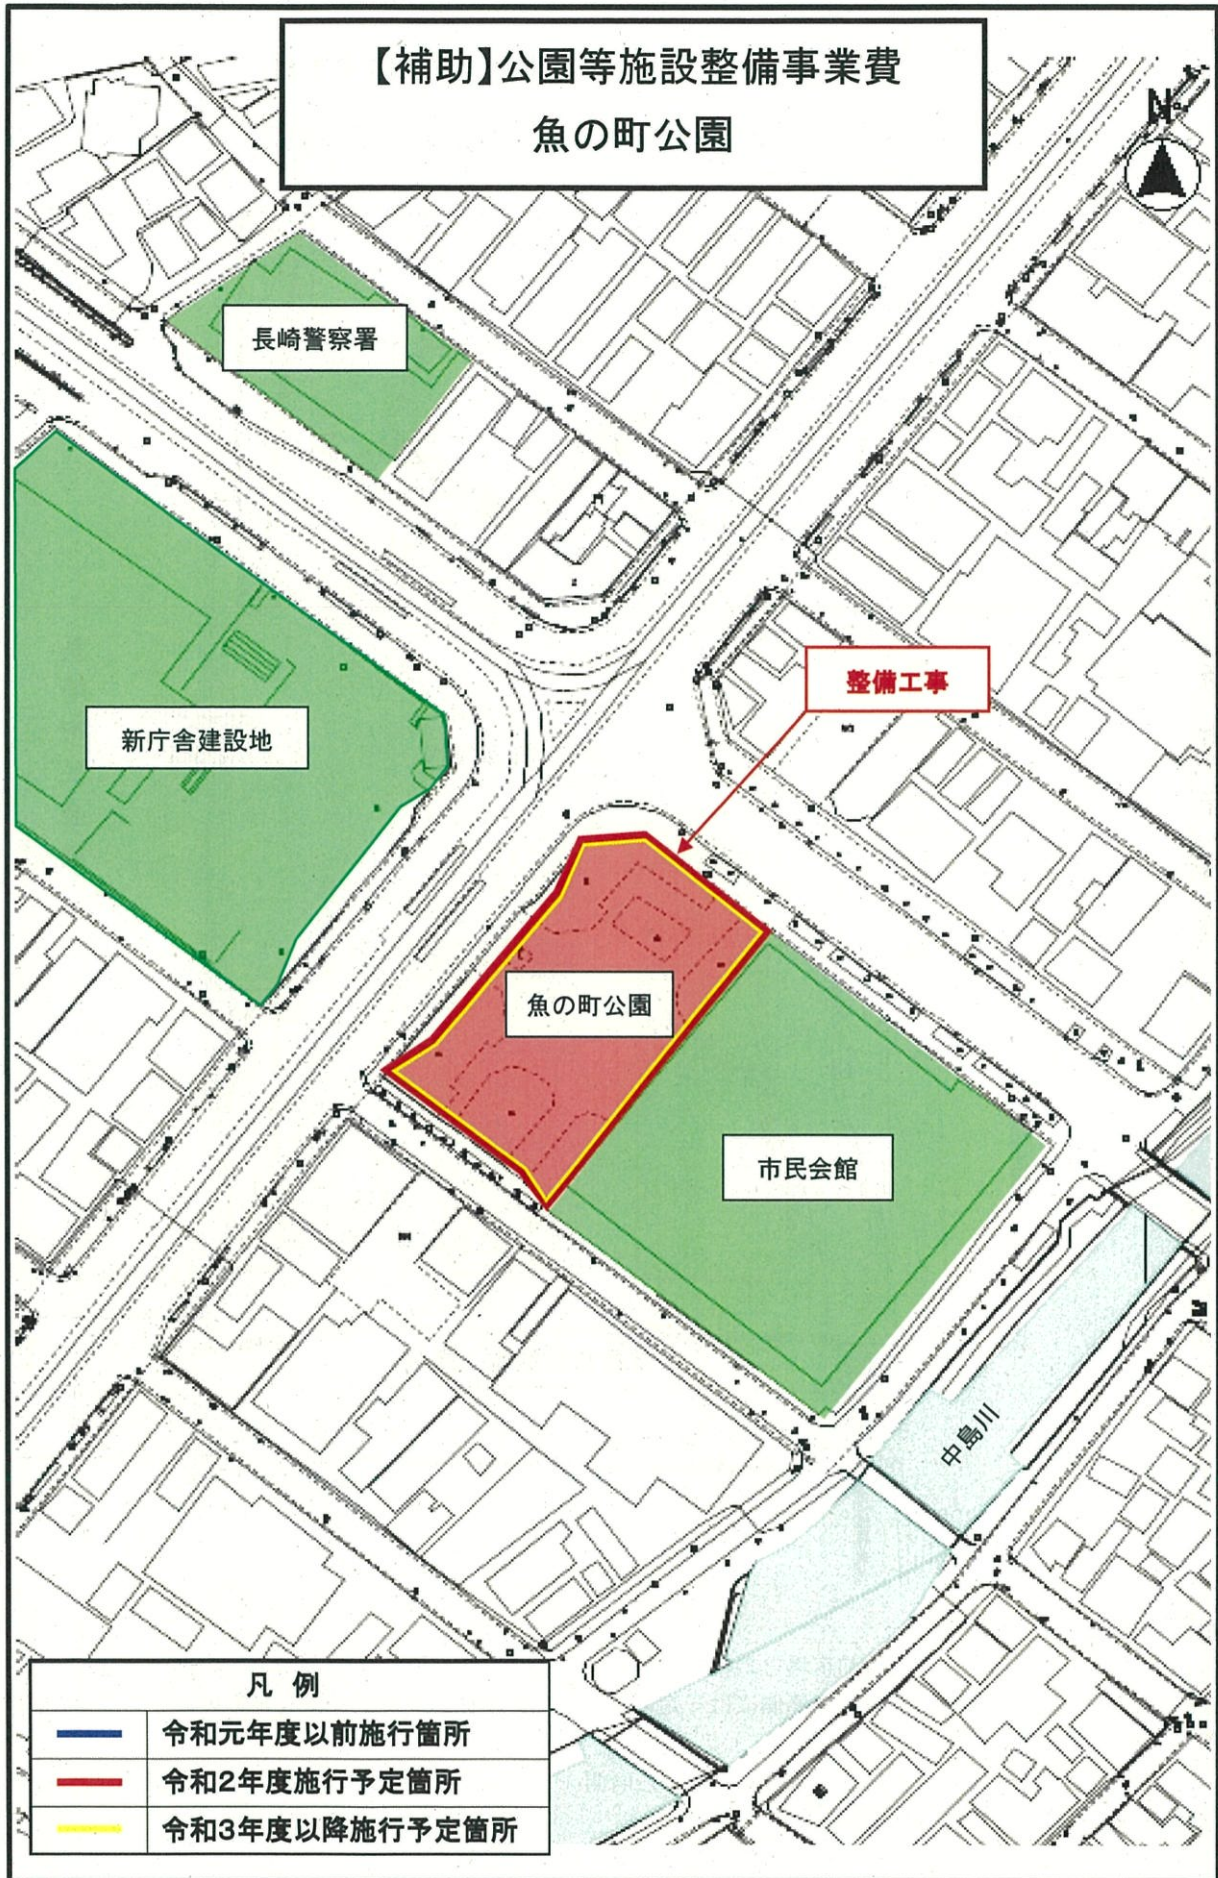 【補助】公園等施設整備事業費
魚の町公園
N
長崎警察署
整備工事
新庁舎建設地
魚の町公園
市民会館
中島川
凡 例
令和元年度以前施行箇所
令和2年度施行予定箇所
令和3年度以降施行予定箇所